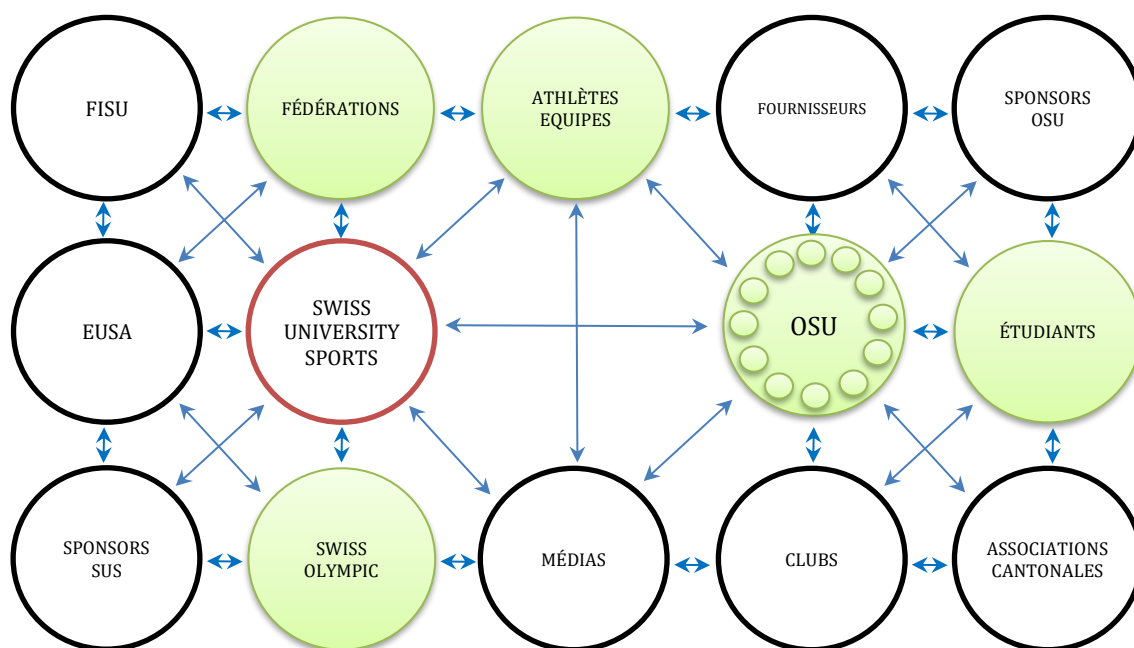 FISU
FÉDÉRATIONS
ATHLÈTES
EQUIPES
FOURNISSEURS
SPONSORS
OSU
EUSA
SWISS
UNIVERSITY
SPORTS
OSU
ÉTUDIANTS
SPONSORS
SUS
SWISS
OLYMPIC
MÉDIAS
CLUBS
ASSOCIATIONS
CANTONALES